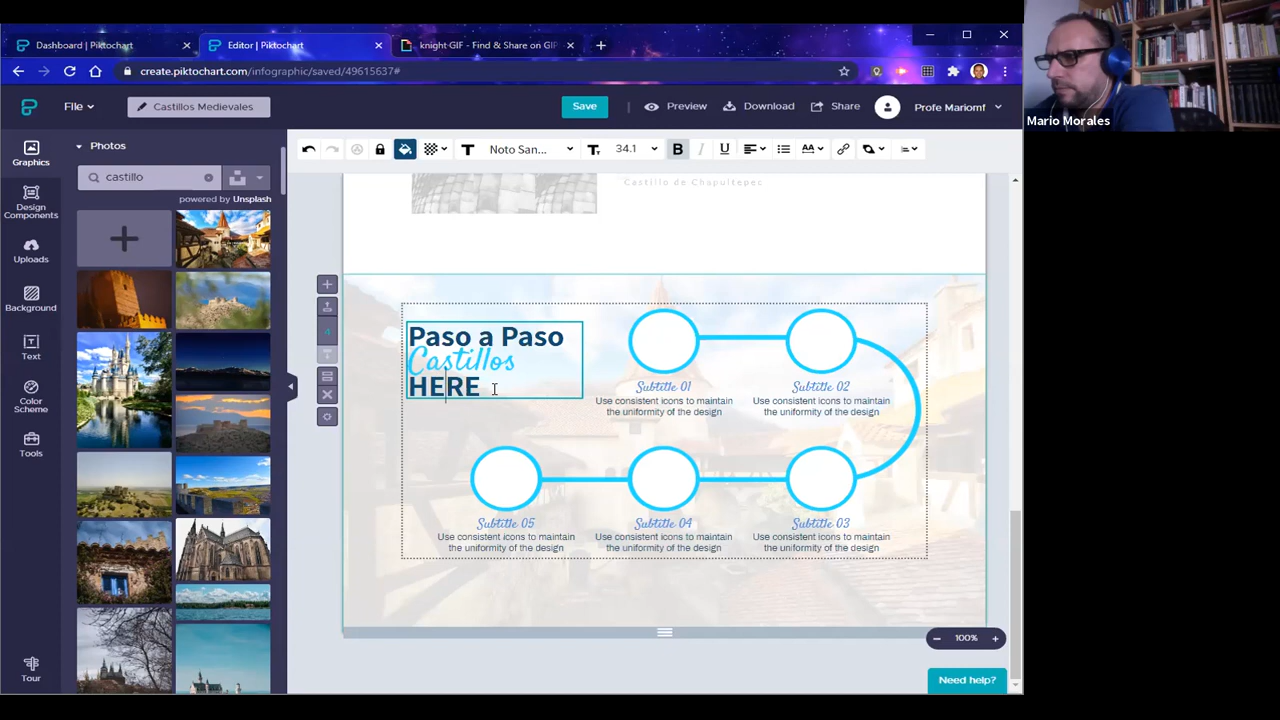 Dashboard | Piktochart
Editor | Piktochart
knight GIF - Find & Share on GIP
create.piktochart.com/infographic/saved/49615637#
Mario Morales
File
Castillos Medievales
Save
Preview
Download
Share
Profe Mariomf
Graphics
Design
Components
Uploads
Background
Text
Color
Scheme
Tools
Tour
Photos
castillo
powered by Unsplash
Noto San...
34.1
B
I
U
AA
Castillo de Chapultepec
4
Paso a Paso
Castillos
HERE
Subtitle 01
Use consistent icons to maintain
the uniformity of the design
Subtitle 02
Use consistent icons to maintain
the uniformity of the design
Subtitle 05
Use consistent icons to maintain
the uniformity of the design
Subtitle 04
Use consistent icons to maintain
the uniformity of the design
Subtitle 03
Use consistent icons to maintain
the uniformity of the design
100%
Need help?